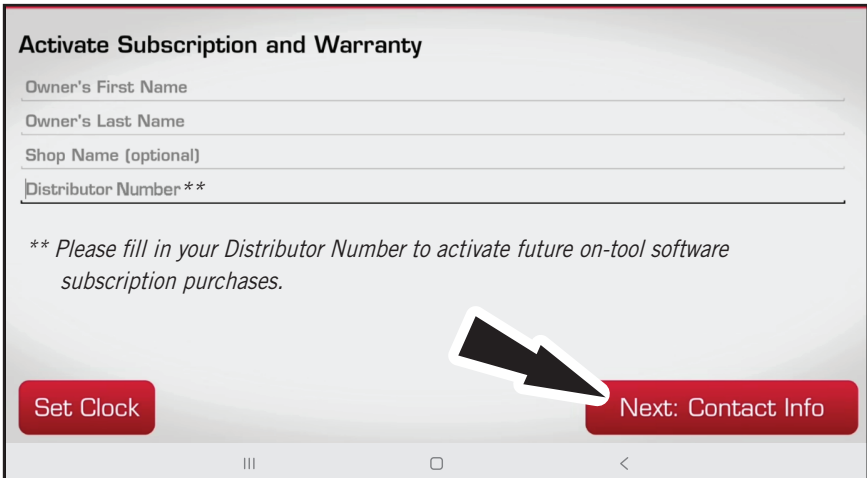 Activate Subscription and Warranty
Owner's First Name
Owner's Last Name
Shop Name (optional)
Distributor Number**
** Please fill in your Distributor Number to activate future on-tool software
subscription purchases.
Set Clock
Next: Contact Info